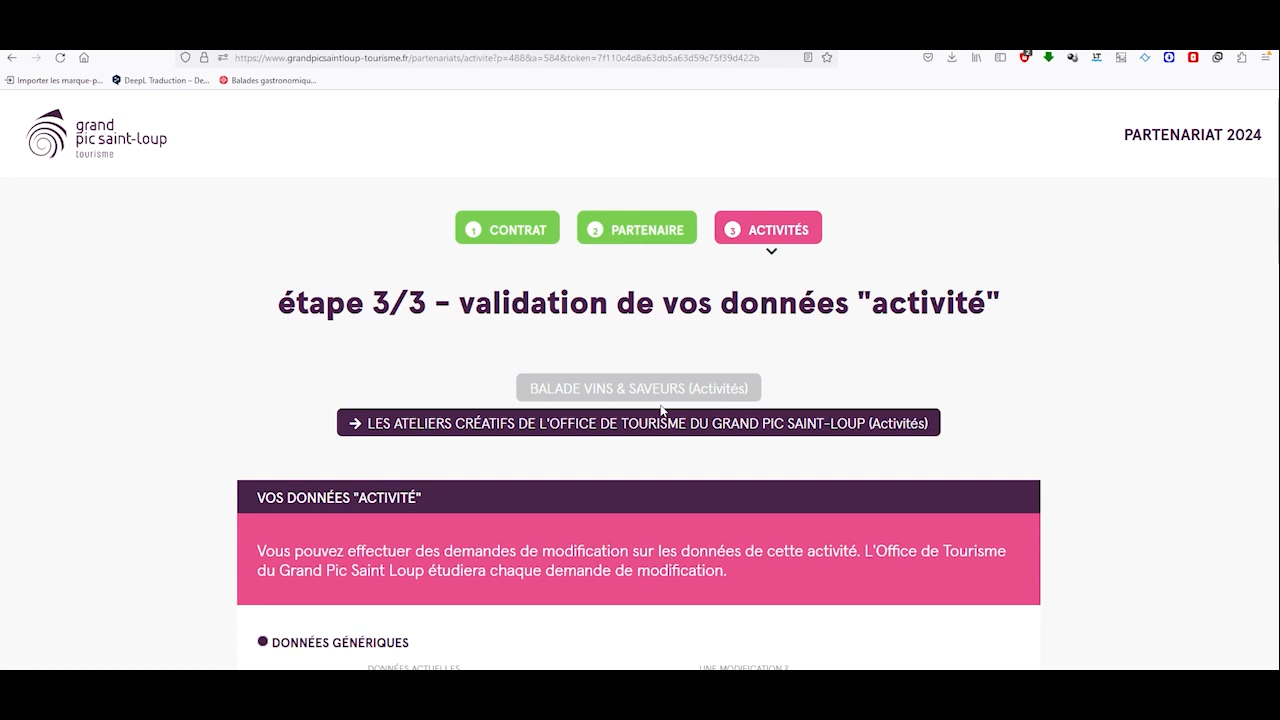 https://www.grandpicsaintloup-tourisme.fr/partenariats/activite?p=488&a=584&token=7f110c4d8a63db5a63d59c75f39d422b
Importer les marque-p... DeepL Traduction – De... Balades gastronomiqu...
grand
pic saint-loup
tourisme
PARTENARIAT 2024
1 CONTRAT 2 PARTENAIRE 3 ACTIVITÉS
étape 3/3 - validation de vos données "activité"
BALADE VINS & SAVEURS (Activités)
→ LES ATELIERS CRÉATIFS DE L'OFFICE DE TOURISME DU GRAND PIC SAINT-LOUP (Activités)
VOS DONNÉES "ACTIVITÉ"
Vous pouvez effectuer des demandes de modification sur les données de cette activité. L'Office de Tourisme
du Grand Pic Saint Loup étudiera chaque demande de modification.
DONNÉES GÉNÉRIQUES
DONNÉES ACTUELLES UNE MODIFICATION ?